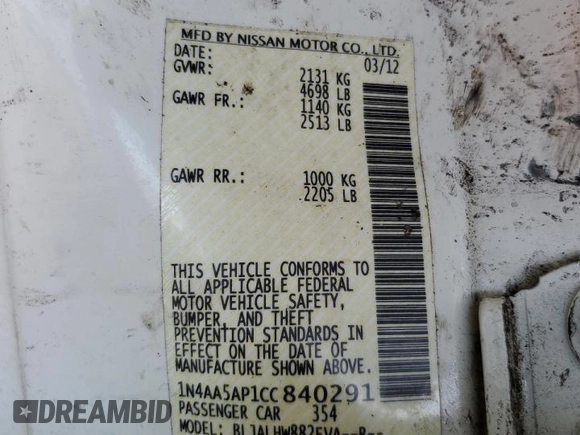 MFD BY NISSAN MOTOR CO., LTD.
DATE: 03/12
GVWR: 2131 KG
4698 LB
GAWR FR.: 1140 KG
2513 LB
GAWR RR.: 1000 KG
2205 LB
THIS VEHICLE CONFORMS TO
ALL APPLICABLE FEDERAL
MOTOR VEHICLE SAFETY,
BUMPER, AND THEFT
PREVENTION STANDARDS IN
EFFECT ON THE DATE OF
MANUFACTURE SHOWN ABOVE.
1N4AA5AP1CC840291
PASSENGER CAR 354
MODEL:
DREAMBID